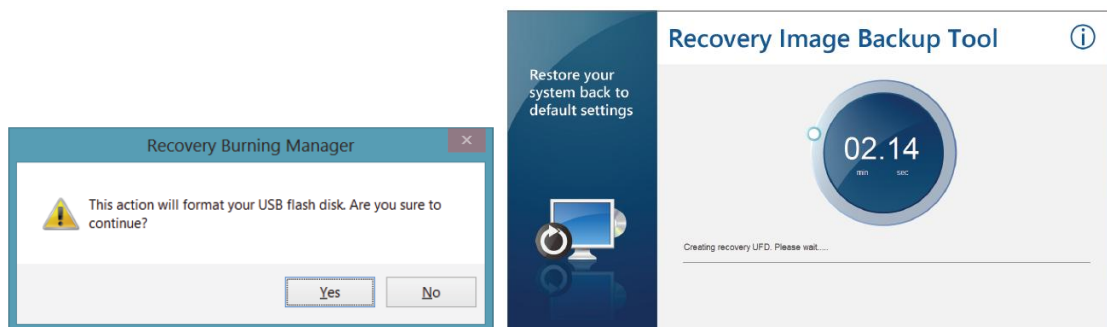 Recovery Burning Manager
This action will format your USB flash disk. Are you sure to
continue?
Yes
No
Recovery Image Backup Tool
Restore your
system back to
default settings
02.14
min sec
Creating recovery UFD. Please wait.....